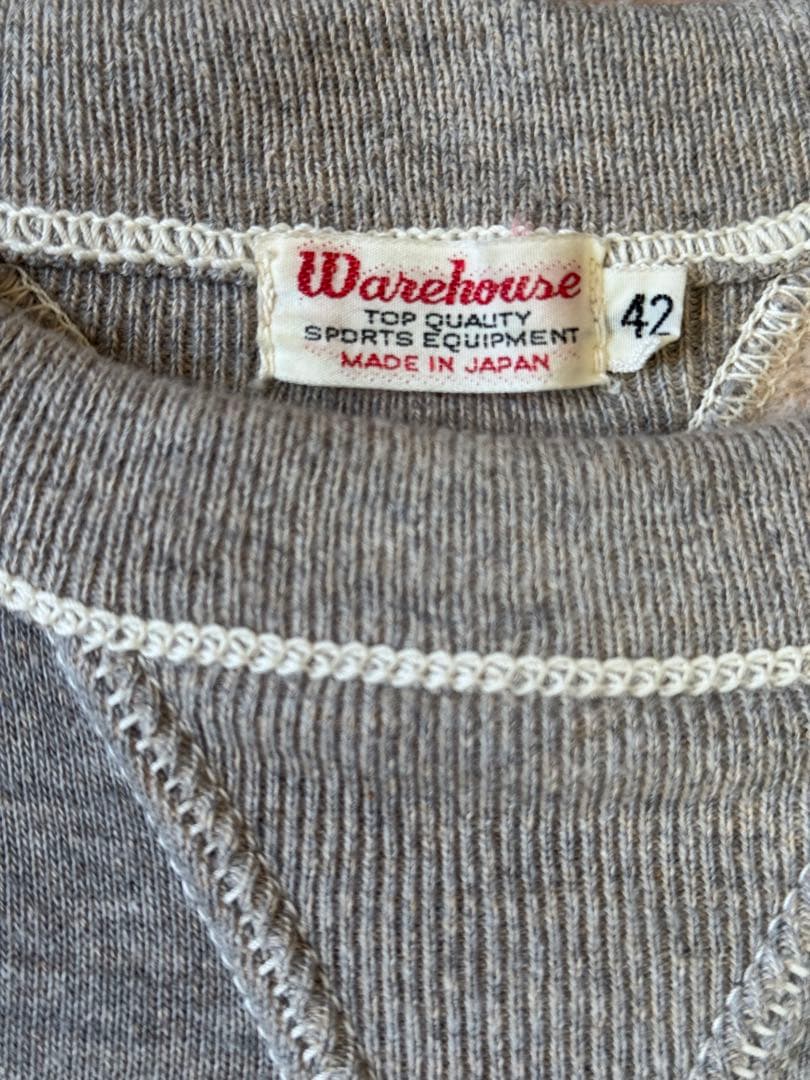 Warehouse
TOP QUALITY
SPORTS EQUIPMENT
MADE IN JAPAN
42